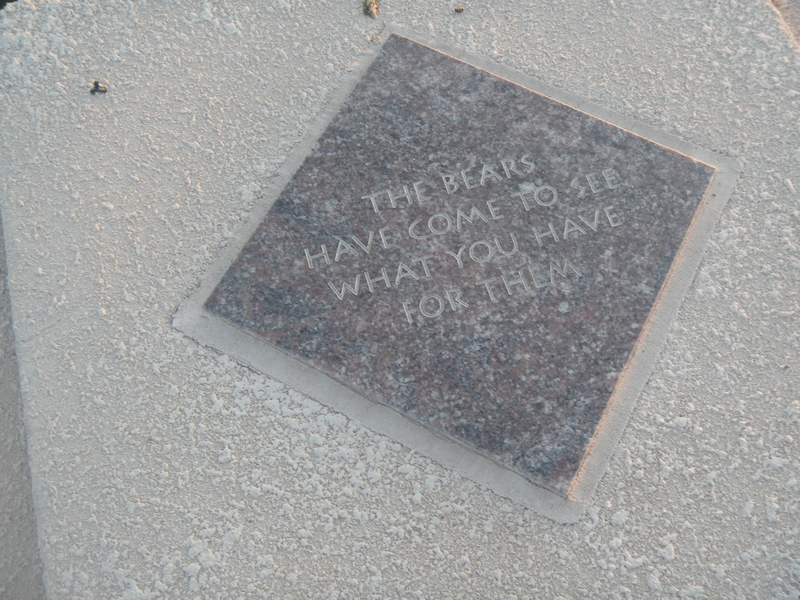 THE BEARS
HAVE COME TO SEE
WHAT YOU HAVE
FOR THEM